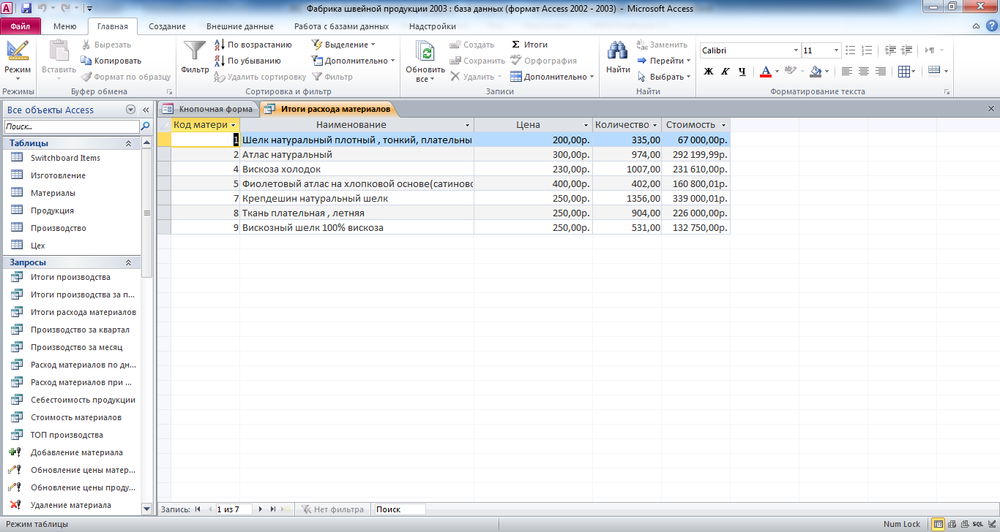 Фабрика швейной продукции 2003 : база данных (формат Access 2002 - 2003) - Microsoft Access
Файл Меню Главная Создание Внешние данные Работа с базами данных Надстройки
Режим
Режимы
Вставить
Вырезать
Копировать
Формат по образцу
Буфер обмена
Фильтр
По возрастанию
По убыванию
Удалить сортировку
Выделение
Дополнительно
Фильтр
Сортировка и фильтр
Обновить
все
Создать
Сохранить
Удалить
Итоги
Орфография
Дополнительно
Записи
Найти
Заменить
Перейти
Выбрать
Найти
Calibri 11
Ж К Ч
Форматирование текста
Все объекты Access
Поиск...
Таблицы
Switchboard Items
Изготовление
Материалы
Продукция
Производство
Цех
Запросы
Итоги производства
Итоги производства за п...
Итоги расхода материалов
Производство за квартал
Производство за месяц
Расход материалов по дн...
Расход материалов при ...
Себестоимость продукции
Стоимость материалов
ТОП производства
Добавление материала
Обновление цены матер...
Обновление цены проду...
Удаление материала
Кнопочная форма Итоги расхода материалов
Код матери Наименование Цена Количество Стоимость
1 Шелк натуральный плотный , тонкий, плательны 200,00р. 335,00 67 000,00р.
2 Атлас натуральный 300,00р. 974,00 292 199,99р.
4 Вискоза холодок 230,00р. 1007,00 231 610,00р.
5 Фиолетовый атлас на хлопковой основе(сатиново 400,00р. 402,00 160 800,01р.
7 Крепдешин натуральный шелк 250,00р. 1356,00 339 000,01р.
8 Ткань плательная , летняя 250,00р. 904,00 226 000,00р.
9 Вискозный шелк 100% вискоза 250,00р. 531,00 132 750,00р.
Запись: 1 из 7 Нет фильтра Поиск
Режим таблицы Num Lock SQL